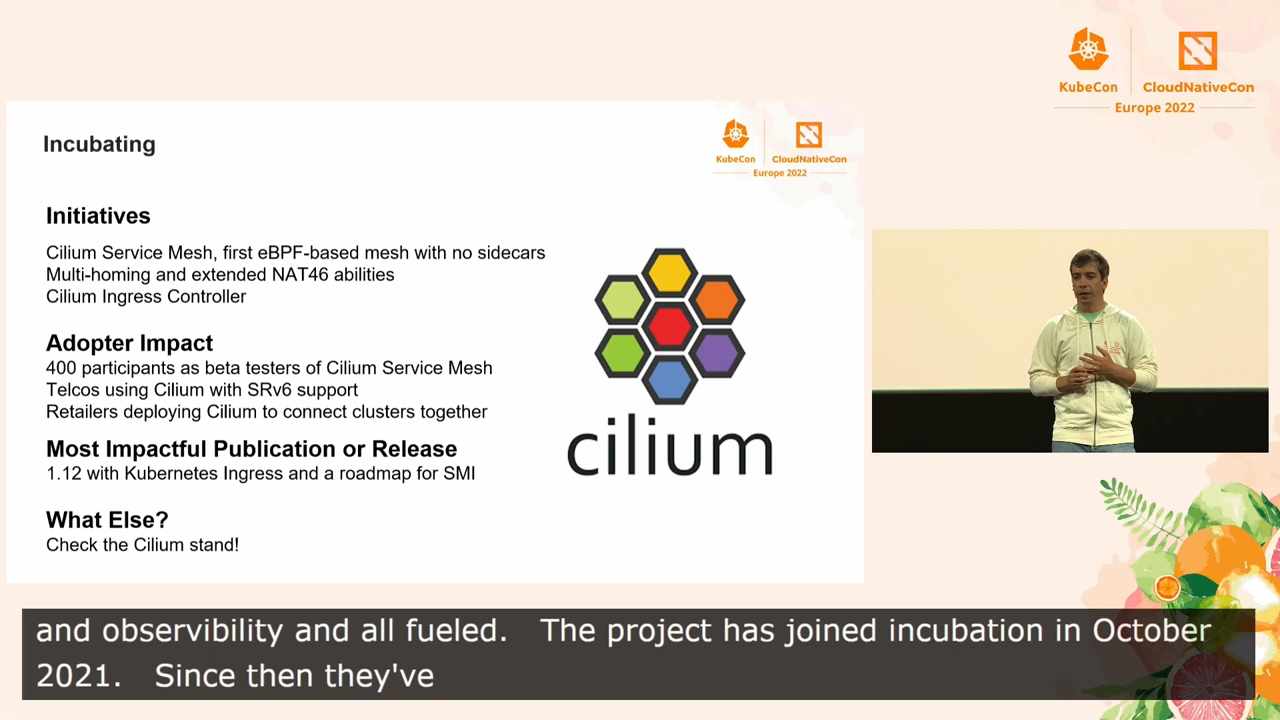 KubeCon
CloudNativeCon
Europe 2022
Incubating
KubeCon
CloudNativeCon
Europe 2022
Initiatives
Cilium Service Mesh, first eBPF-based mesh with no sidecars
Multi-homing and extended NAT46 abilities
Cilium Ingress Controller
Adopter Impact
400 participants as beta testers of Cilium Service Mesh
Telcos using Cilium with SRv6 support
Retailers deploying Cilium to connect clusters together
Most Impactful Publication or Release
1.12 with Kubernetes Ingress and a roadmap for SMI
What Else?
Check the Cilium stand!
cilium
and observibility and all fueled. The project has joined incubation in October
2021. Since then they've